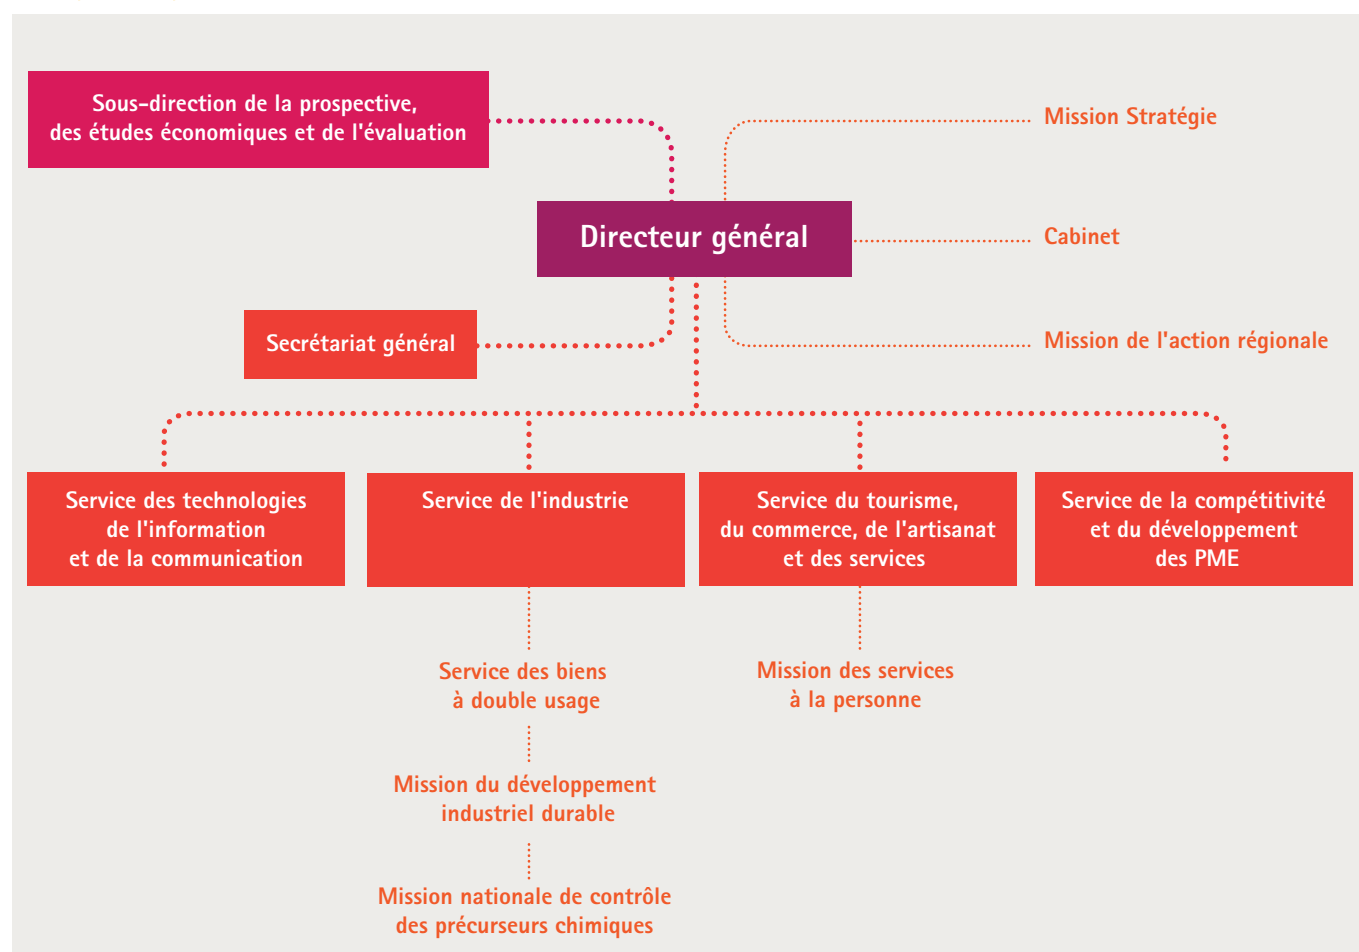 Sous-direction de la prospective,
des études économiques et de l'évaluation
Mission Stratégie
Directeur général
Cabinet
Secrétariat général
Mission de l'action régionale
Service des technologies
de l'information
et de la communication
Service de l'industrie
Service du tourisme,
du commerce, de l'artisanat
et des services
Service de la compétitivité
et du développement
des PME
Service des biens
à double usage
Mission des services
à la personne
Mission du développement
industriel durable
Mission nationale de contrôle
des précurseurs chimiques